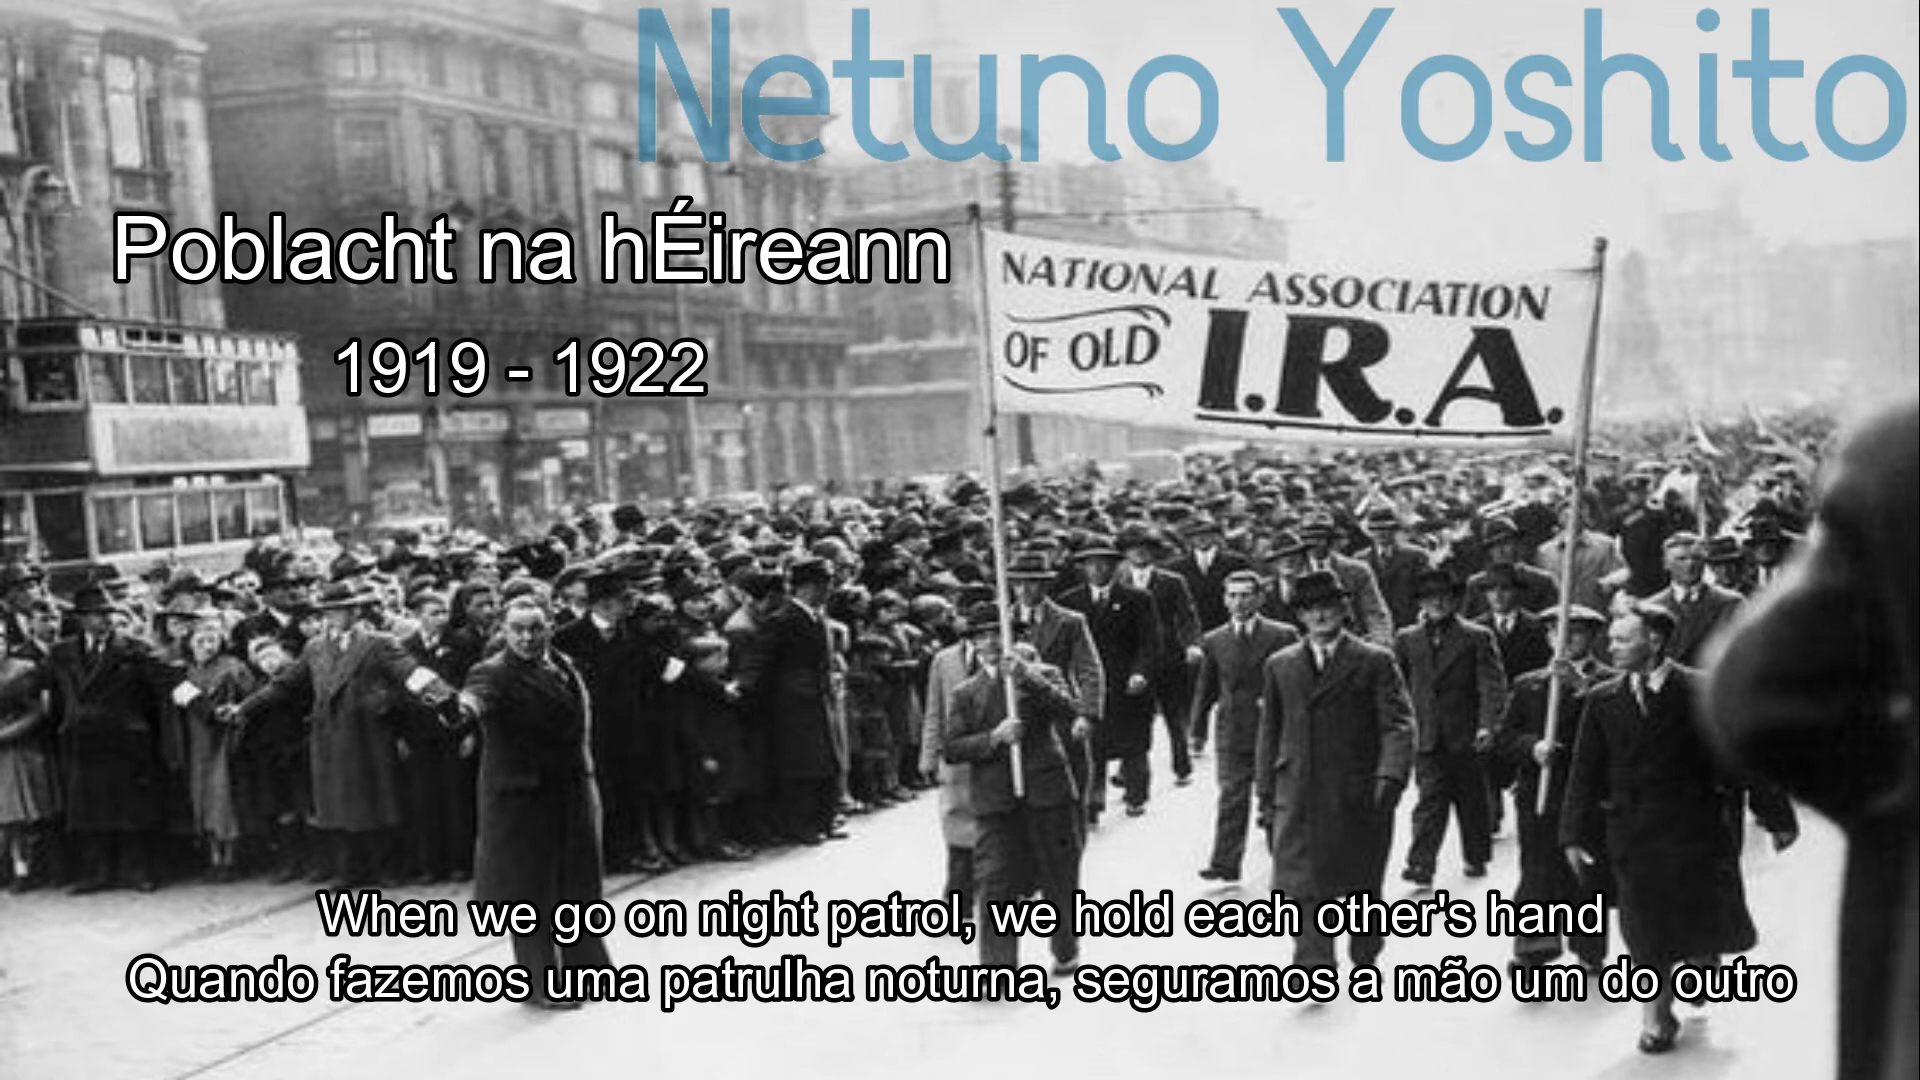 Netuno Yoshito
Poblacht na hÉireann
1919 - 1922
NATIONAL ASSOCIATION
OF OLD I.R.A.
When we go on night patrol, we hold each other's hand
Quando fazemos uma patrulha noturna, seguramos a mão um do outro